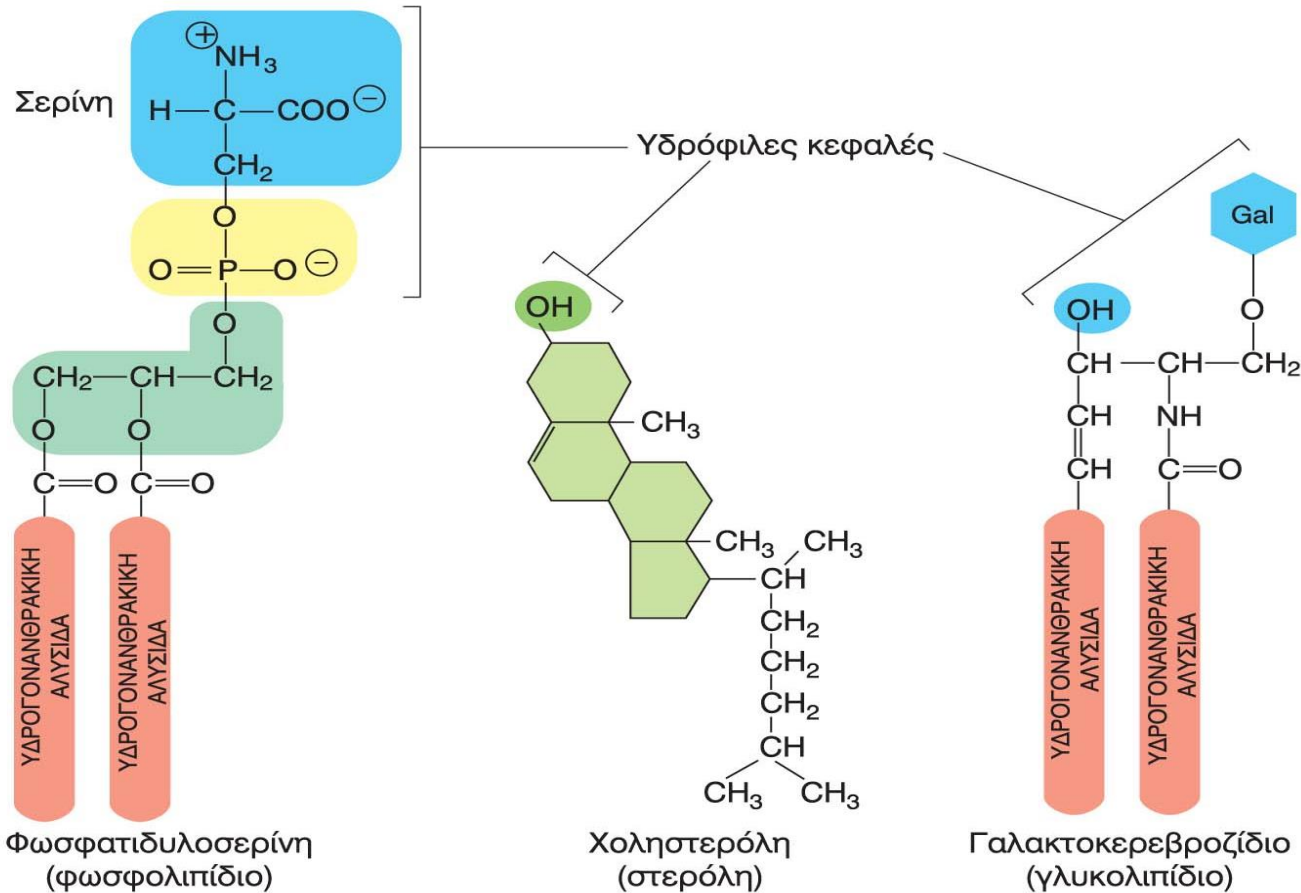 Σερίνη
⊕
NH₃
H—C—COO⊖
CH₂
O
O=P—O⊖
O
CH₂—CH—CH₂
O O
C=O C=O
ΥΔΡΟΓΟΝΑΝΘΡΑΚΙΚΗ
ΑΛΥΣΙΔΑ
ΥΔΡΟΓΟΝΑΝΘΡΑΚΙΚΗ
ΑΛΥΣΙΔΑ
Φωσφατιδυλοσερίνη
(φωσφολιπίδιο)
Υδρόφιλες κεφαλές
OH
CH₃
CH₃
CH₃
CH
CH₂
CH₂
CH₂
CH
CH₃ CH₃
Χοληστερόλη
(στερόλη)
Gal
OH
O
CH—CH—CH₂
CH NH
CH C=O
ΥΔΡΟΓΟΝΑΝΘΡΑΚΙΚΗ
ΑΛΥΣΙΔΑ
ΥΔΡΟΓΟΝΑΝΘΡΑΚΙΚΗ
ΑΛΥΣΙΔΑ
Γαλακτοκερεβροζίδιο
(γλυκολιπίδιο)